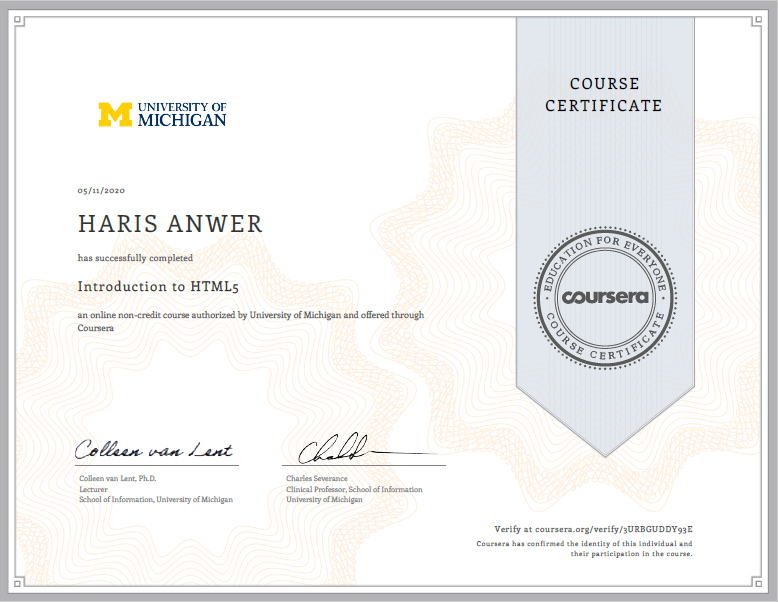 COURSE
CERTIFICATE
UNIVERSITY OF
MICHIGAN
05/11/2020
HARIS ANWER
has successfully completed
Introduction to HTML5
an online non-credit course authorized by University of Michigan and offered through
Coursera
EDUCATION FOR EVERYONE
coursera
COURSE CERTIFICATE
Colleen van Lent
Colleen van Lent, Ph.D.
Lecturer
School of Information, University of Michigan
Charles Severance
Clinical Professor, School of Information
University of Michigan
Verify at coursera.org/verify/3URBGUDDY93E
Coursera has confirmed the identity of this individual and
their participation in the course.